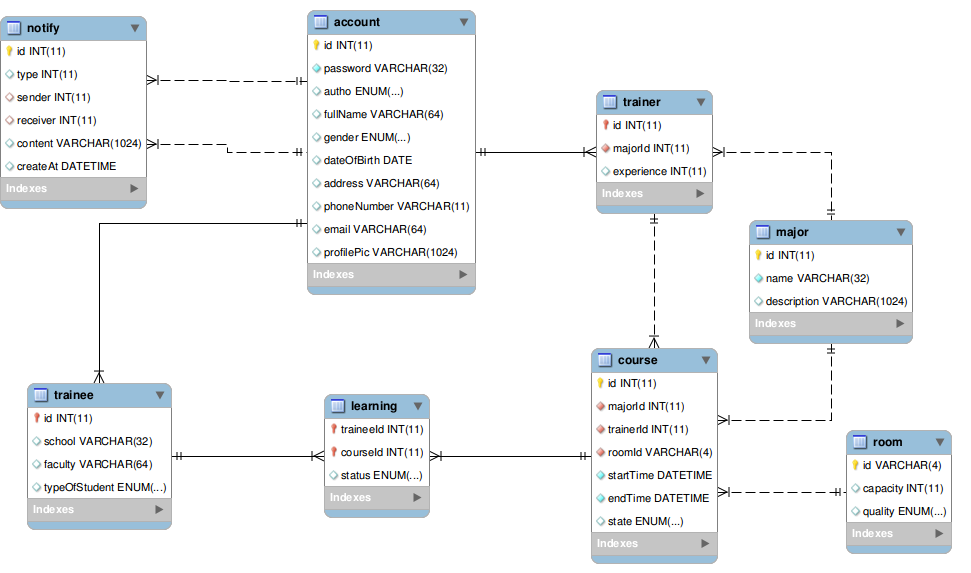 notify
id INT(11)
type INT(11)
sender INT(11)
receiver INT(11)
content VARCHAR(1024)
createAt DATETIME
Indexes
account
id INT(11)
password VARCHAR(32)
autho ENUM(...)
fullName VARCHAR(64)
gender ENUM(...)
dateOfBirth DATE
address VARCHAR(64)
phoneNumber VARCHAR(11)
email VARCHAR(64)
profilePic VARCHAR(1024)
Indexes
trainer
id INT(11)
majorId INT(11)
experience INT(11)
Indexes
major
id INT(11)
name VARCHAR(32)
description VARCHAR(1024)
Indexes
trainee
id INT(11)
school VARCHAR(32)
faculty VARCHAR(64)
typeOfStudent ENUM(...)
Indexes
learning
traineeId INT(11)
courseId INT(11)
status ENUM(...)
Indexes
course
id INT(11)
majorId INT(11)
trainerId INT(11)
roomId VARCHAR(4)
startTime DATETIME
endTime DATETIME
state ENUM(...)
Indexes
room
id VARCHAR(4)
capacity INT(11)
quality ENUM(...)
Indexes